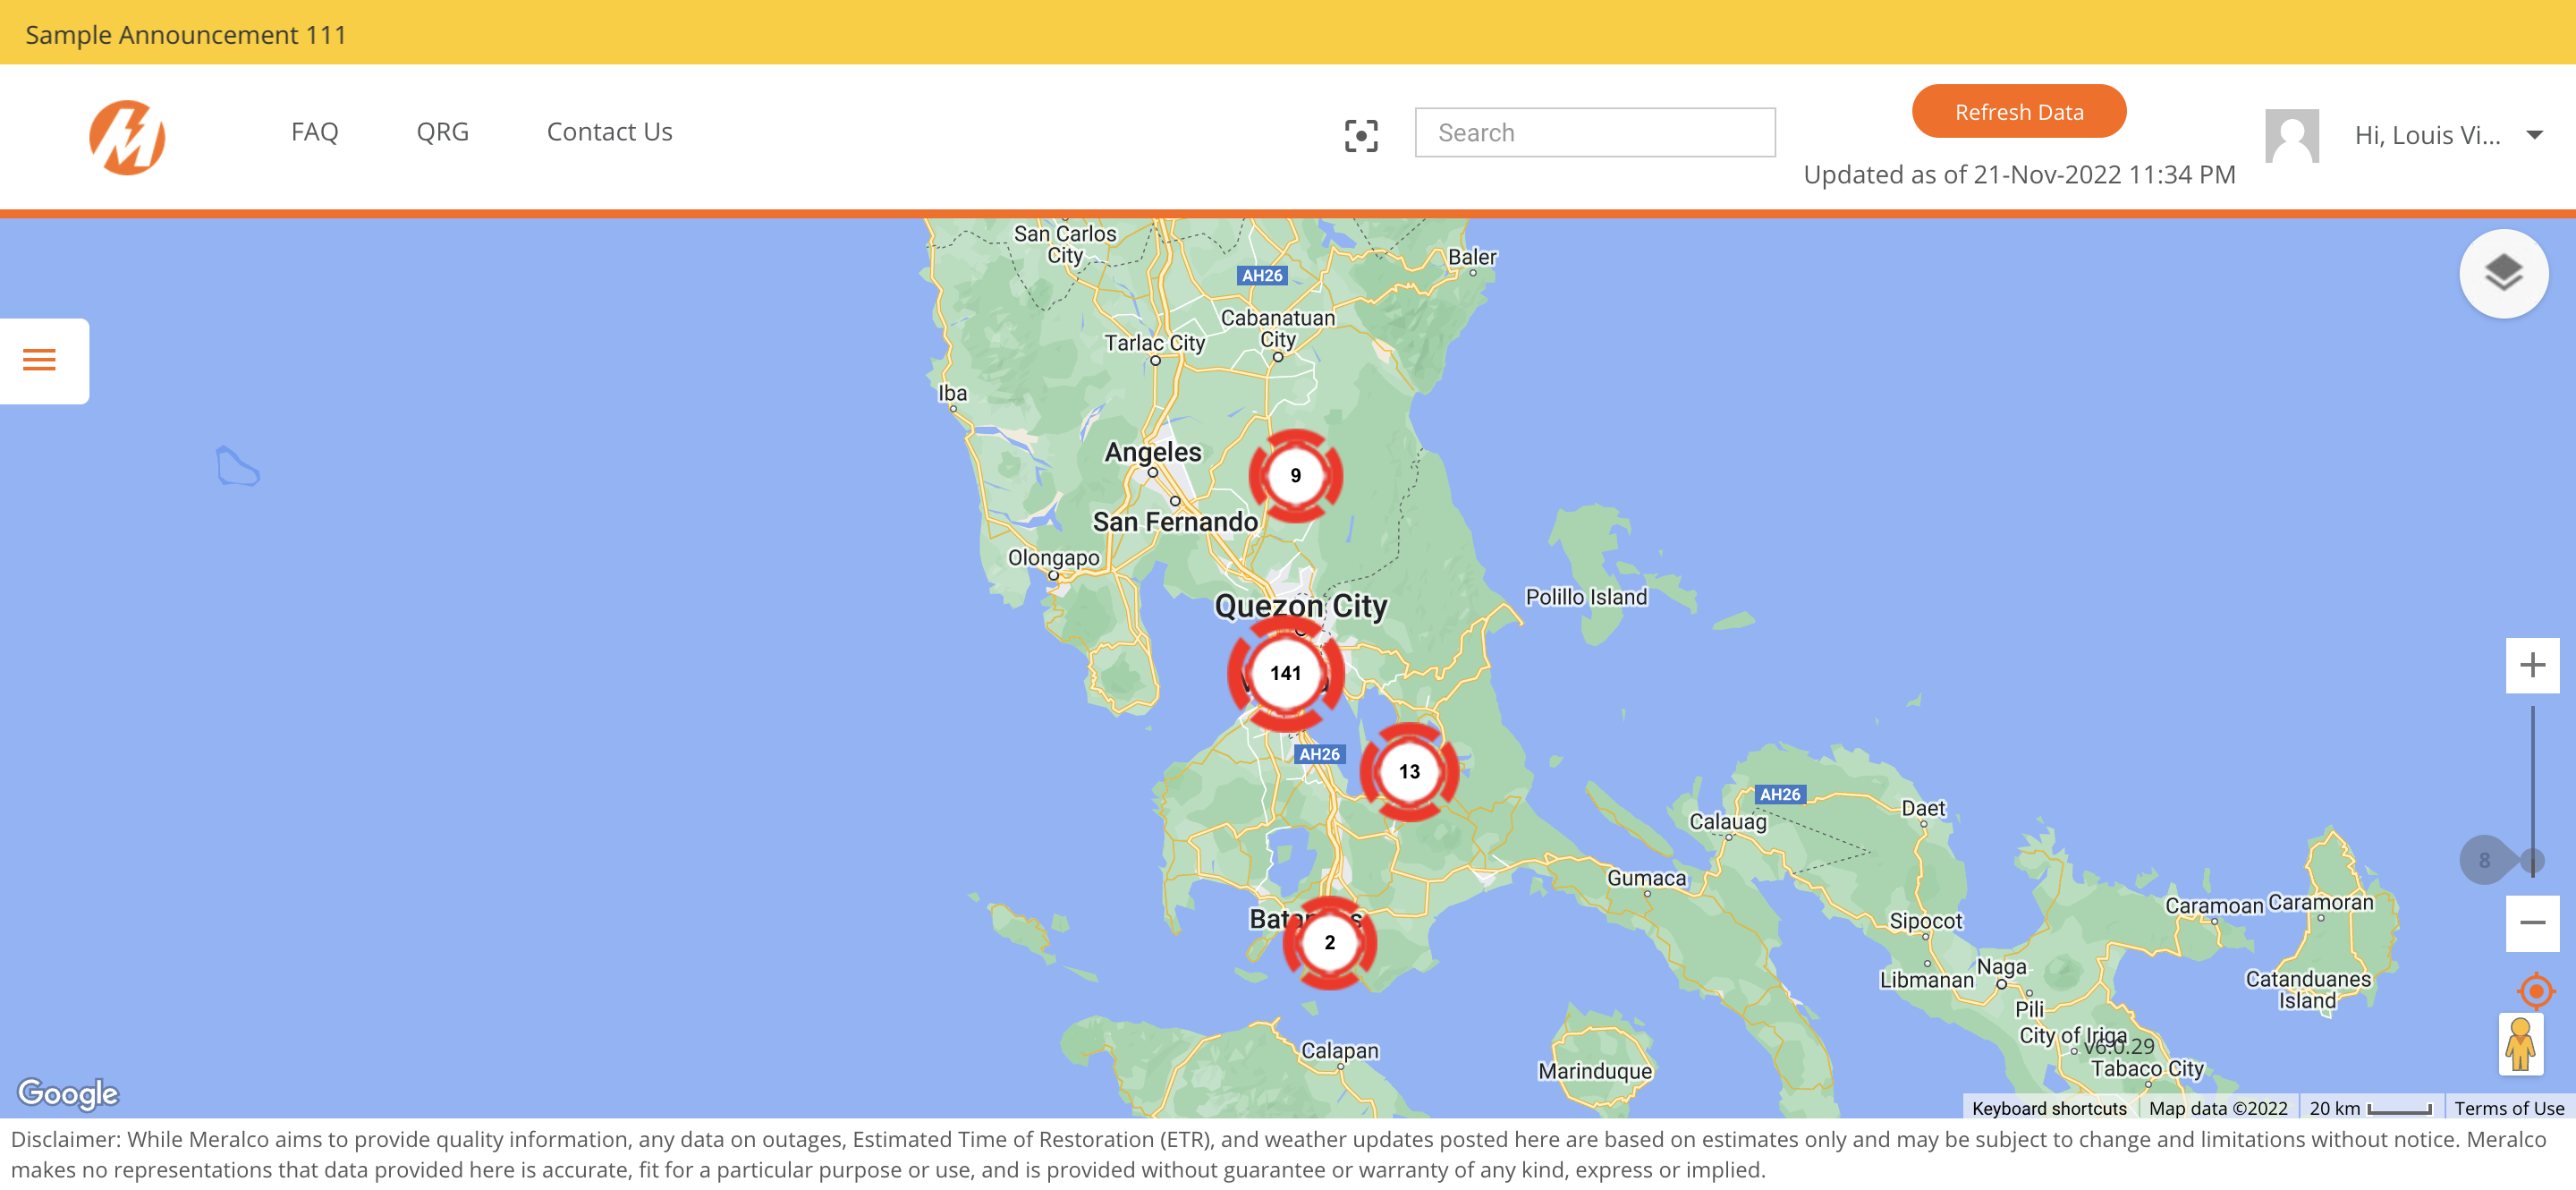 Sample Announcement 111
FAQ
QRG
Contact Us
Search
Refresh Data
Updated as of 21-Nov-2022 11:34 PM
Hi, Louis Vi...
San Carlos
City
Baler
AH26
Cabanatuan
City
Tarlac City
Iba
Angeles
9
San Fernando
Olongapo
Quezon City
Polillo Island
141
AH26
13
AH26
Daet
Calauag
8
Gumaca
Caramoan
Caramoran
Batangas
2
Sipocot
Naga
Libmanan
Catanduanes
Island
Pili
City of Iriga
v6.0.29
Calapan
Marinduque
Tabaco City
Google
Keyboard shortcuts
Map data ©2022
20 km
Terms of Use
Disclaimer: While Meralco aims to provide quality information, any data on outages, Estimated Time of Restoration (ETR), and weather updates posted here are based on estimates only and may be subject to change and limitations without notice. Meralco
makes no representations that data provided here is accurate, fit for a particular purpose or use, and is provided without guarantee or warranty of any kind, express or implied.